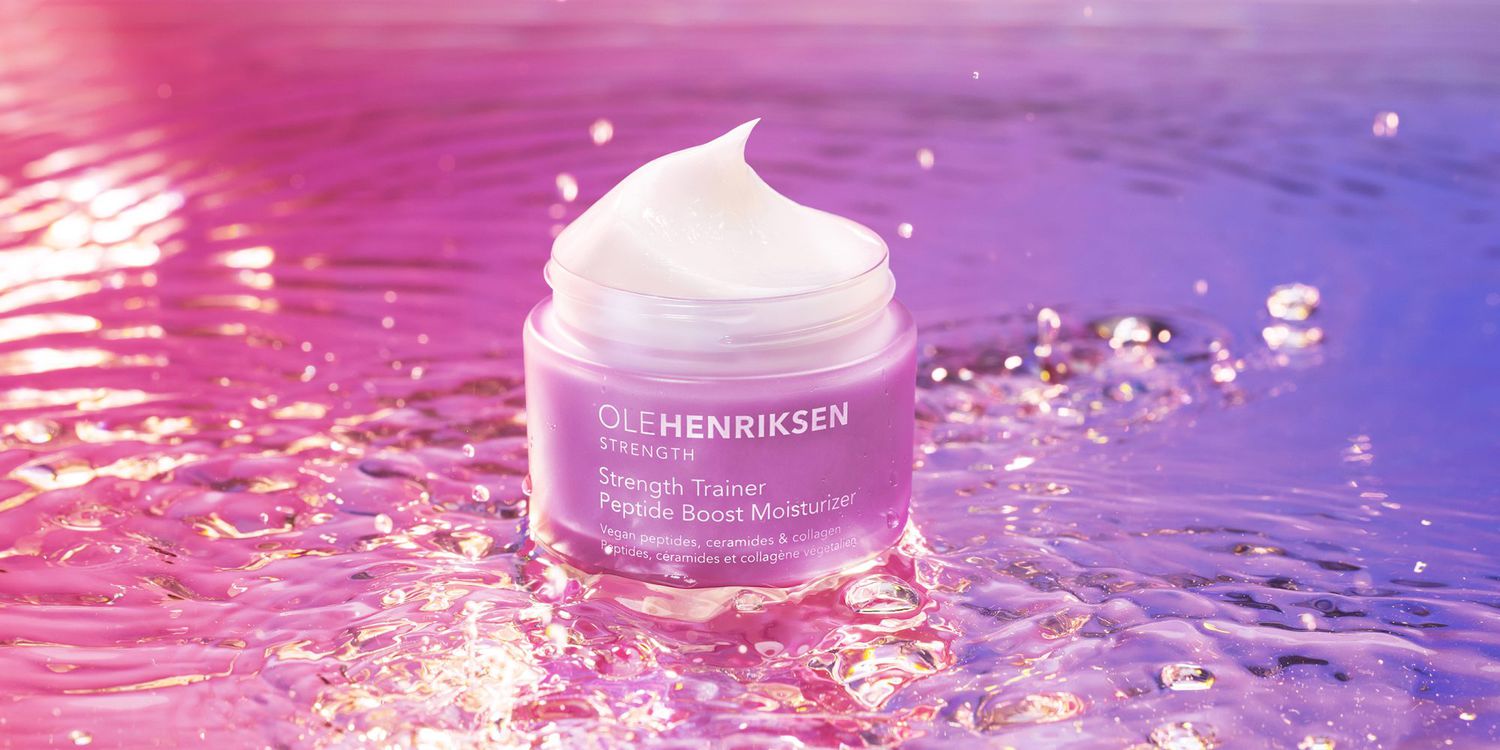 OLEHENRIKSEN
STRENGTH
Strength Trainer
Peptide Boost Moisturizer
Vegan peptides, ceramides & collagen
Peptides, céramides et collagène végétalien